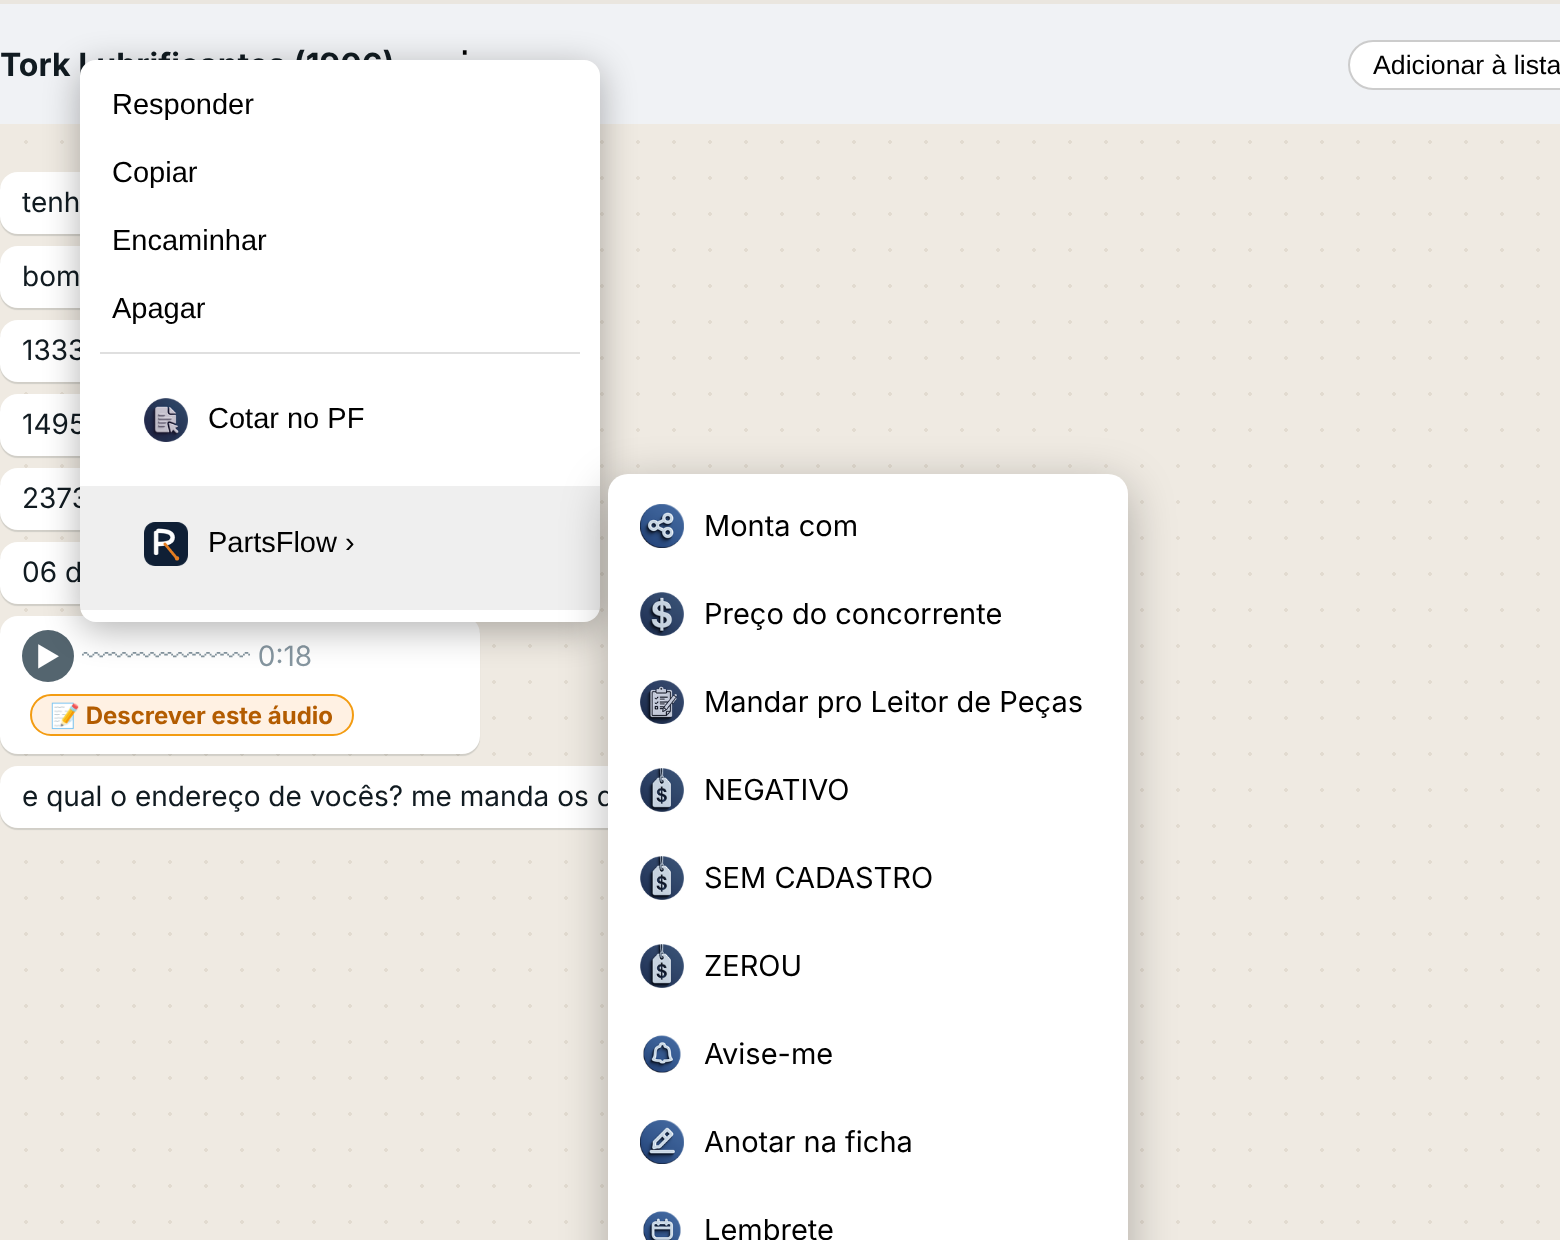 Tork Lubrificantes (1996)
Adicionar à lista
Responder
Copiar
Encaminhar
Apagar
Cotar no PF
PartsFlow ›
tenh
bom
1333
1495
2373
06 d
0:18
📝 Descrever este áudio
e qual o endereço de vocês? me manda os
Monta com
Preço do concorrente
Mandar pro Leitor de Peças
NEGATIVO
SEM CADASTRO
ZEROU
Avise-me
Anotar na ficha
Lembrete